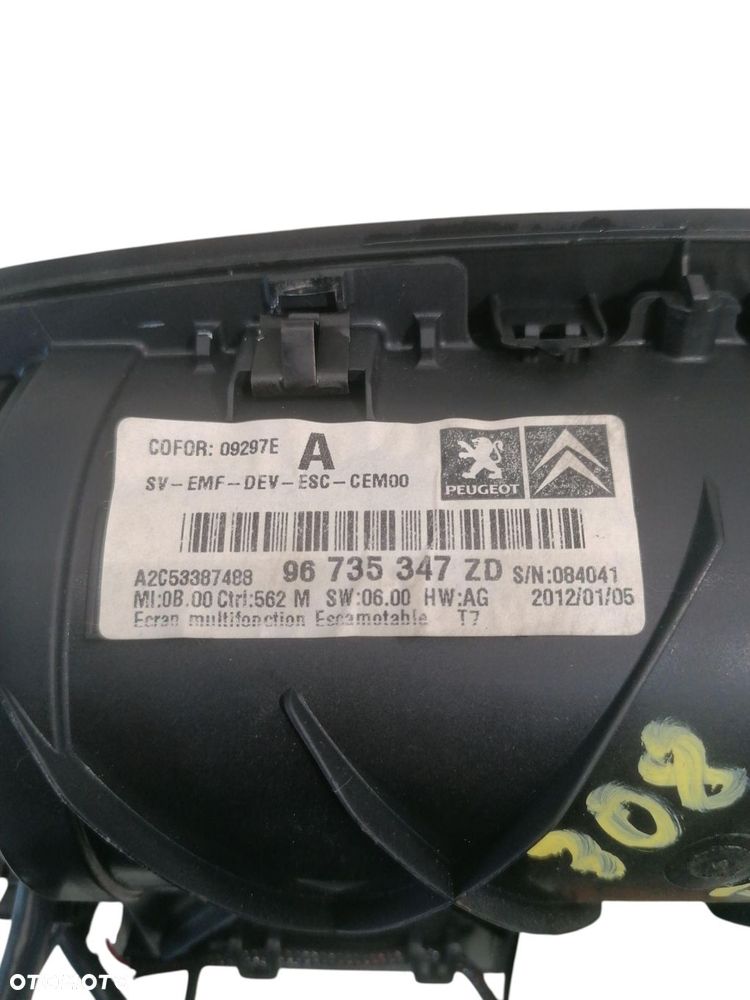 COFOR: 09297E A
SV-EMF-DEV-ESC-CEM00
PEUGEOT
A2C53387488 96 735 347 ZD S/N:084041
MI:0B.00 Ctrl:562 M SW:06.00 HW:AG 2012/01/05
Ecran multifonction Escamotable T7
308
OTOMOTO